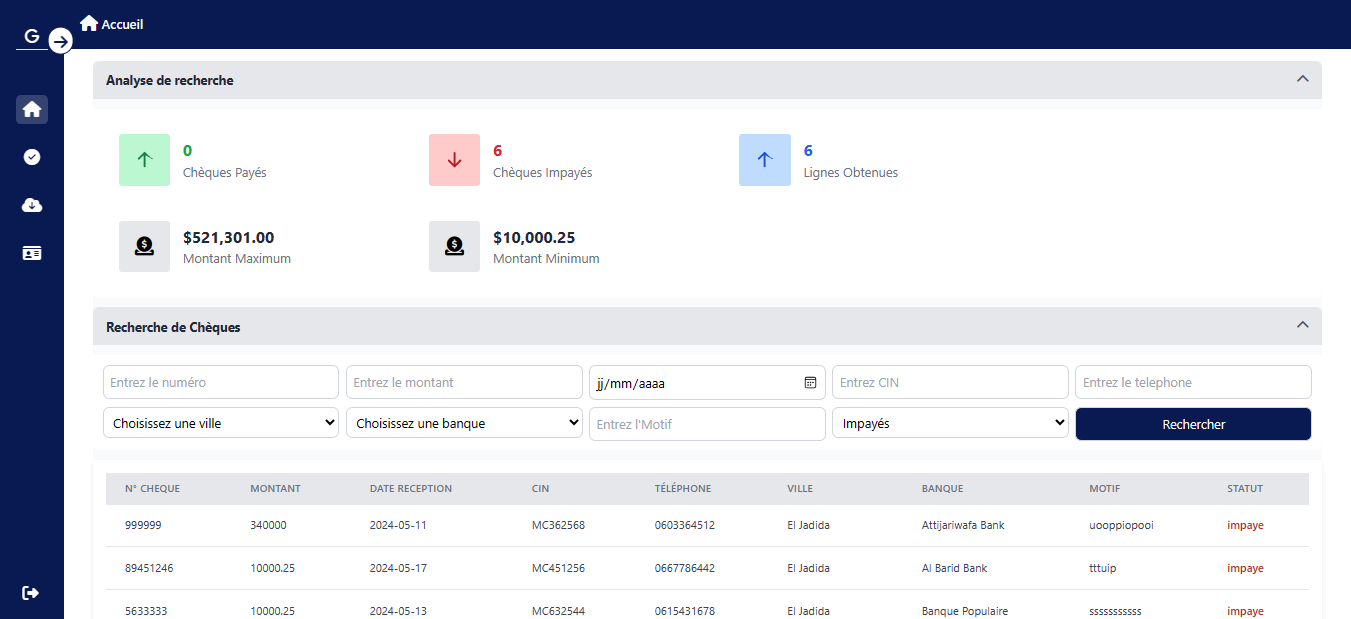 G
Accueil
Analyse de recherche
0
Chèques Payés
6
Chèques Impayés
6
Lignes Obtenues
$521,301.00
Montant Maximum
$10,000.25
Montant Minimum
Recherche de Chèques
Entrez le numéro Entrez le montant jj/mm/aaaa Entrez CIN Entrez le telephone
Choisissez une ville Choisissez une banque Entrez l'Motif Impayés Rechercher
N° CHEQUE MONTANT DATE RECEPTION CIN TÉLÉPHONE VILLE BANQUE MOTIF STATUT
999999 340000 2024-05-11 MC362568 0603364512 El Jadida Attijariwafa Bank uooppiopooi impaye
89451246 10000.25 2024-05-17 MC451256 0667786442 El Jadida Al Barid Bank tttuip impaye
5633333 10000.25 2024-05-13 MC632544 0615431678 El Jadida Banque Populaire sssssssssss impaye